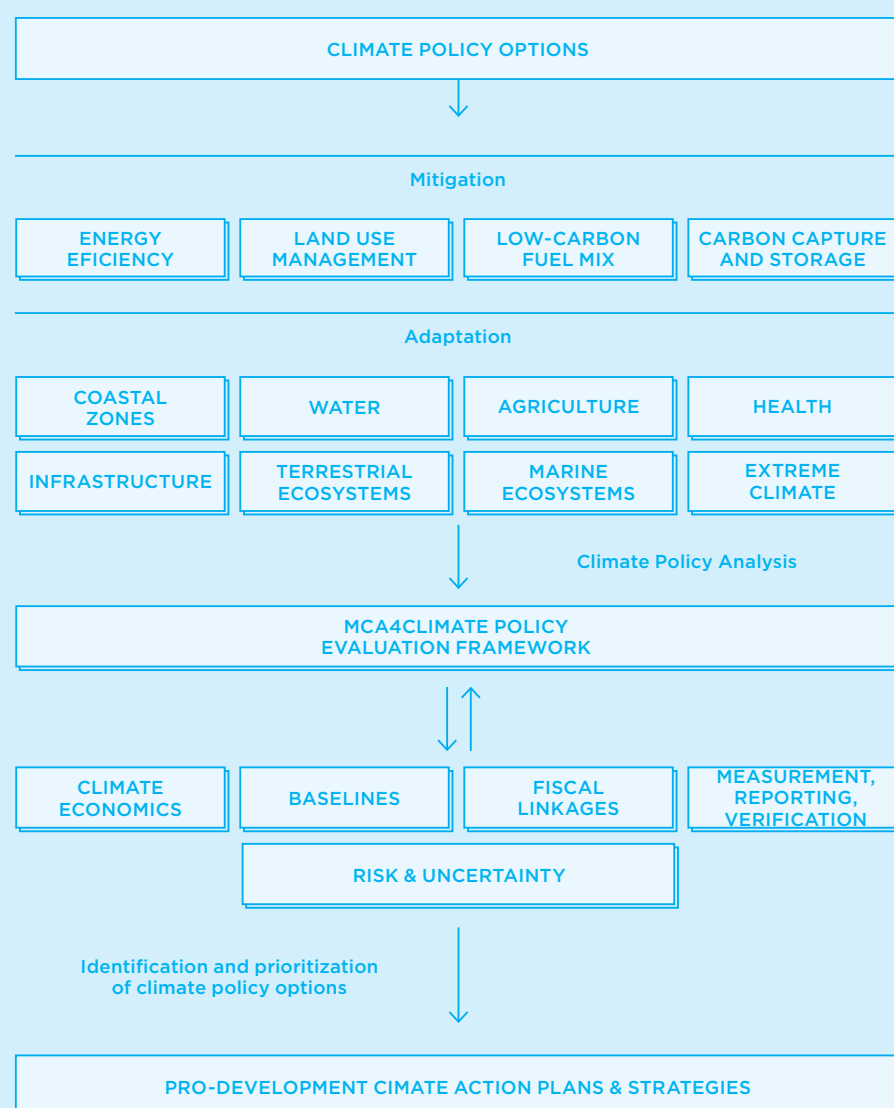 CLIMATE POLICY OPTIONS
Mitigation
ENERGY
EFICIENCY
LAND USE
MANAGEMENT
LOW-CARBON
FUEL MIX
CARBON CAPTURE
AND STORAGE
Adaptation
COASTAL
ZONES
WATER
AGRICULTURE
HEALTH
INFRASTRUCTURE
TERRESTRIAL
ECOSYSTEMS
MARINE
ECOSYSTEMS
EXTREME
CLIMATE
Climate Policy Analysis
MCA4CLIMATE POLICY
EVALUATION FRAMEWORK
CLIMATE
ECONOMICS
BASELINES
FISCAL
LINKAGES
MEASUREMENT,
REPORTING,
VERIFICATION
RISK & UNCERTAINTY
Identification and prioritization
of climate policy options
PRO-DEVELOPMENT CIMATE ACTION PLANS & STRATEGIES